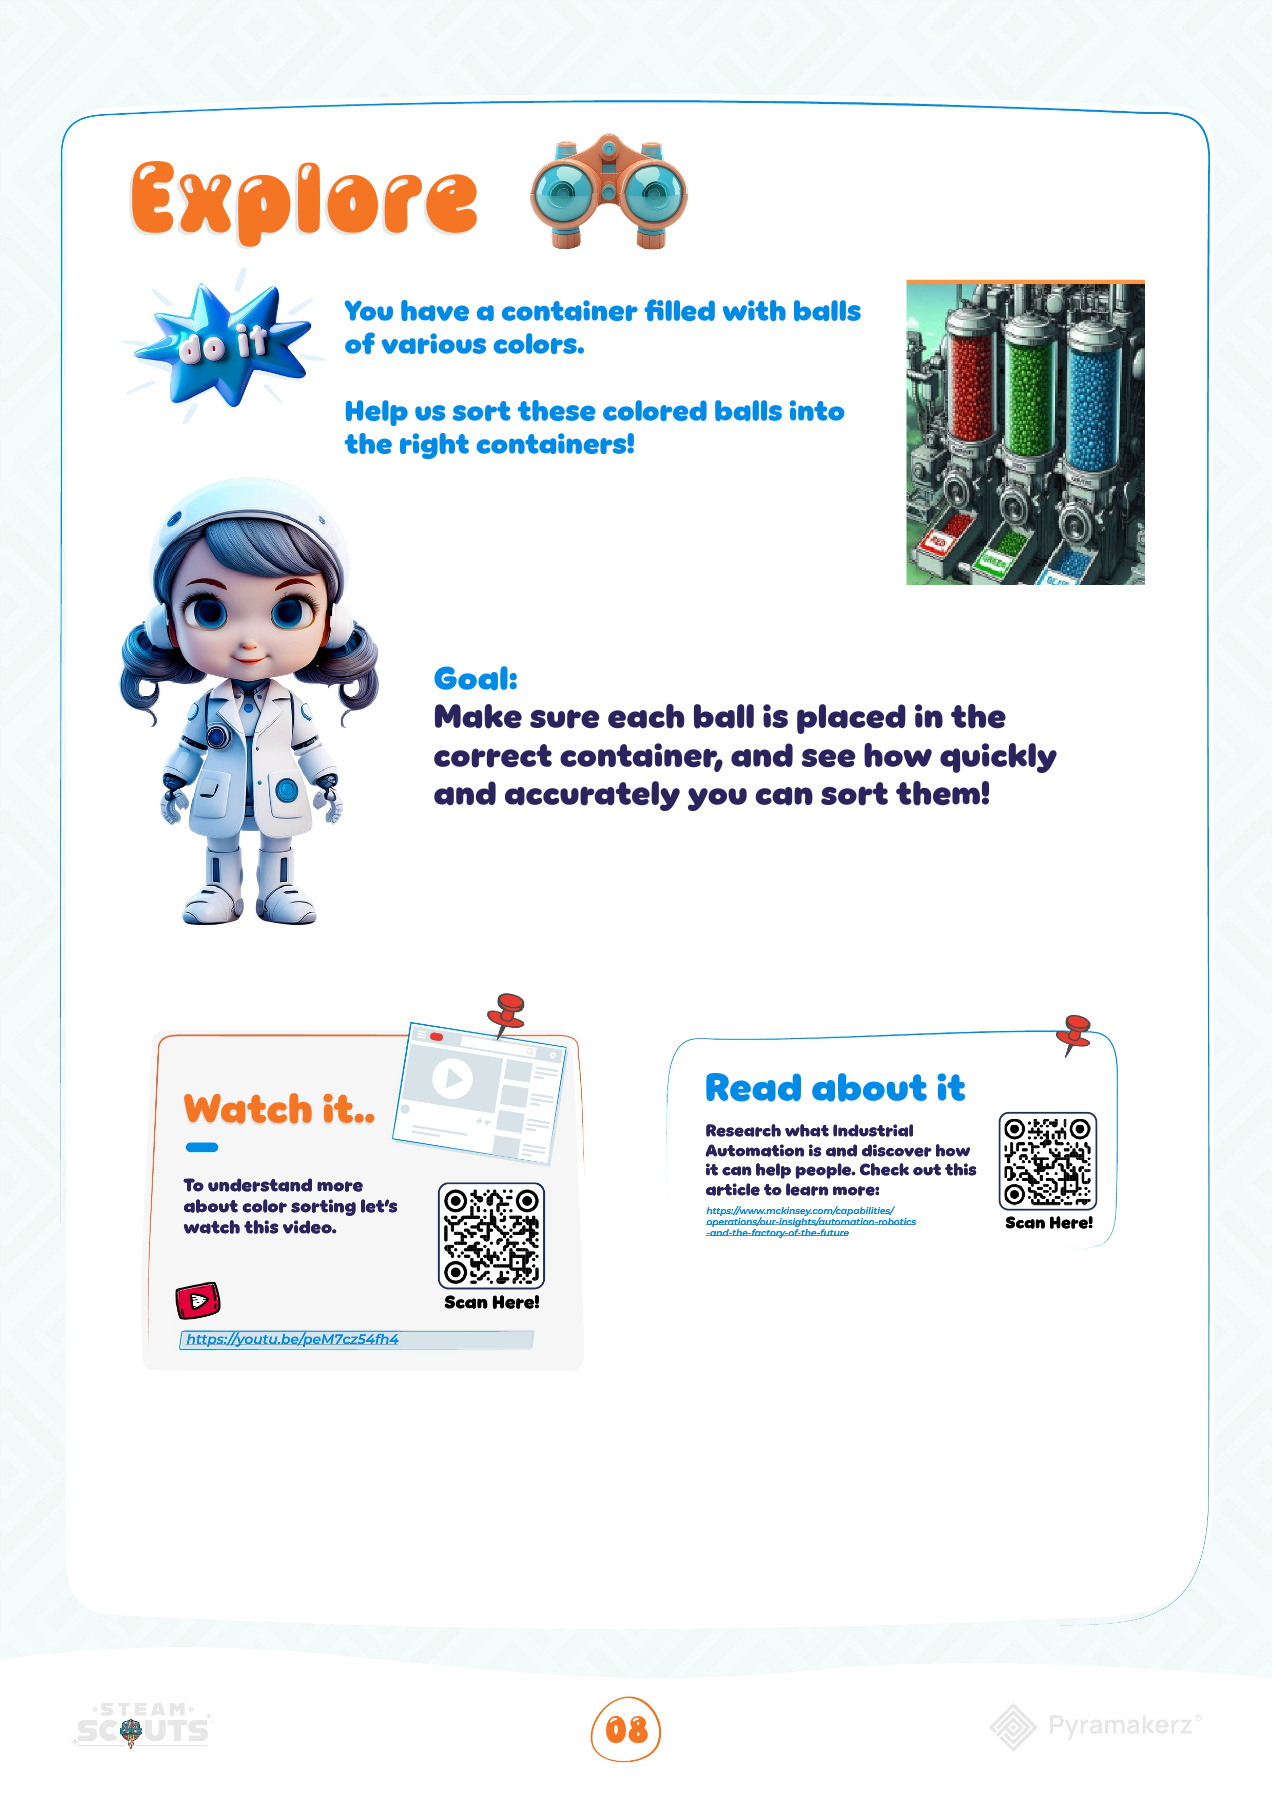 Explore
do it
You have a container filled with balls
of various colors.
Help us sort these colored balls into
the right containers!
RED
GREEN
BLUE
Goal:
Make sure each ball is placed in the
correct container, and see how quickly
and accurately you can sort them!
Watch it..
To understand more
about color sorting let's
watch this video.
Scan Here!
https://youtu.be/peM7cz54fh4
Read about it
Research what Industrial
Automation is and discover how
it can help people. Check out this
article to learn more:
https://www.mckinsey.com/capabilities/
operations/our-insights/automation-robotics
-and-the-factory-of-the-future
Scan Here!
STEAM
SCOUTS
08
Pyramakerz